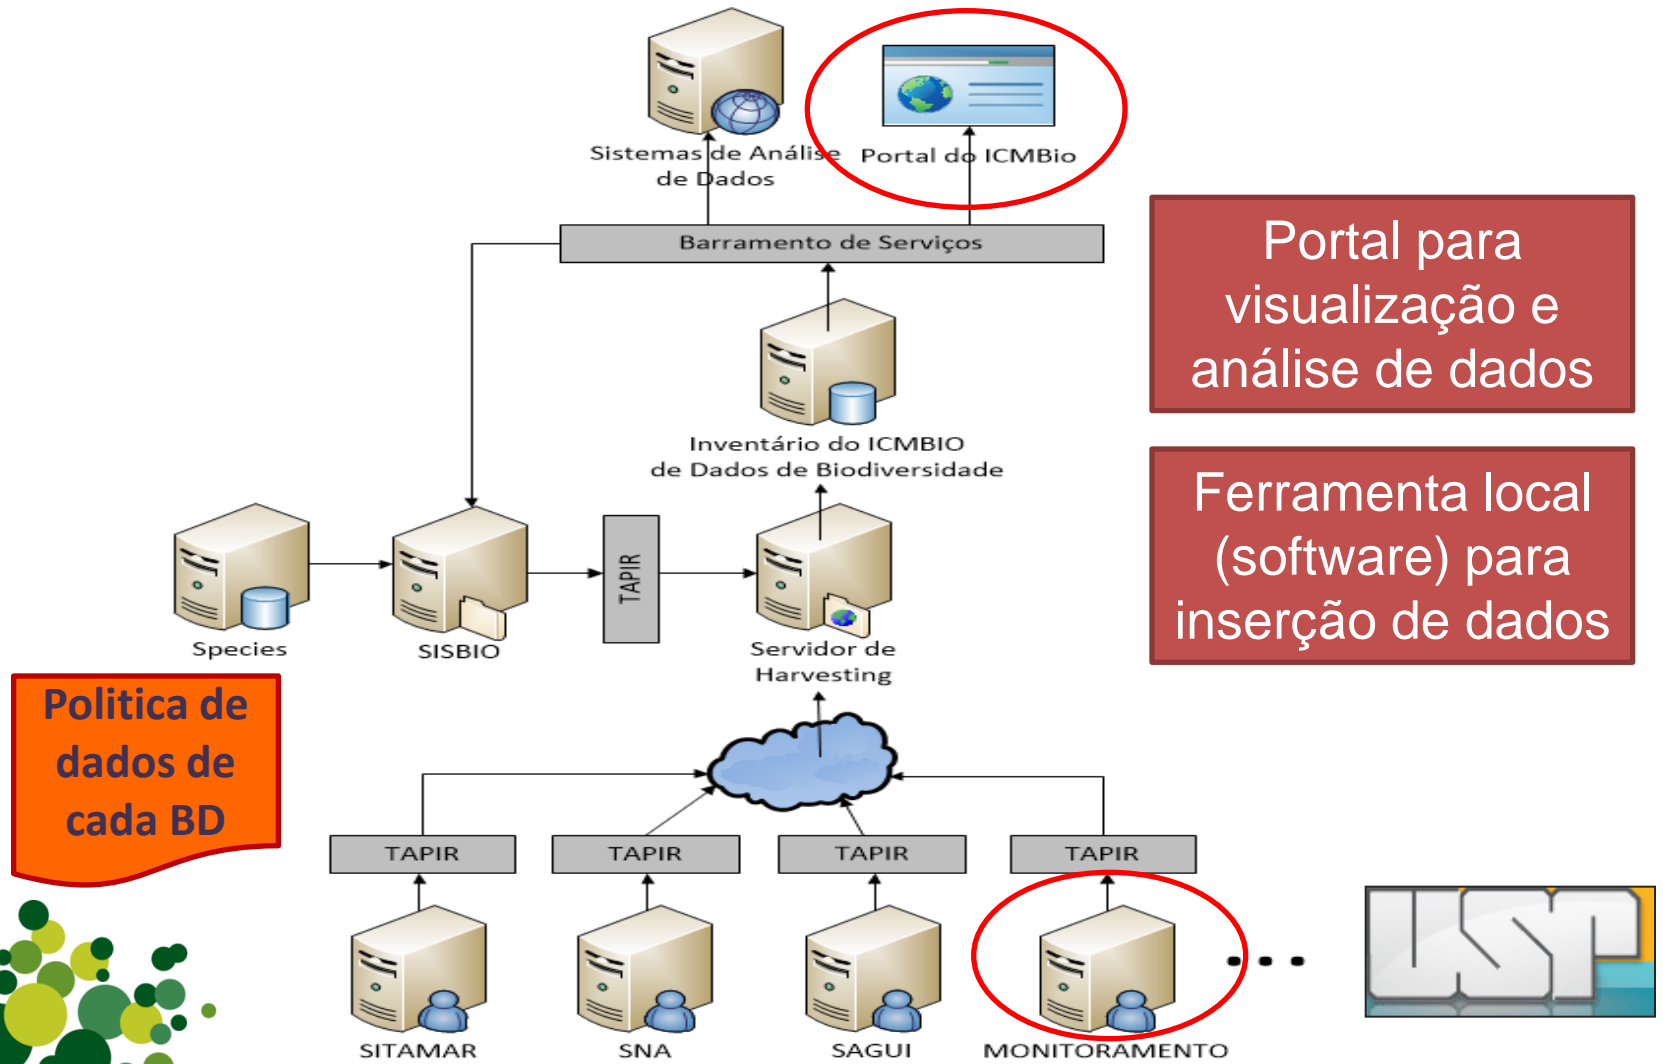 Sistemas de Análise
de Dados
Portal do ICMBio
Barramento de Serviços
Portal para
visualização e
análise de dados
Inventário do ICMBIO
de Dados de Biodiversidade
Ferramenta local
(software) para
inserção de dados
TAPIR
Species
SISBIO
Servidor de
Harvesting
Politica de
dados de
cada BD
TAPIR
TAPIR
TAPIR
TAPIR
...
USP
SITAMAR
SNA
SAGUI
MONITORAMENTO